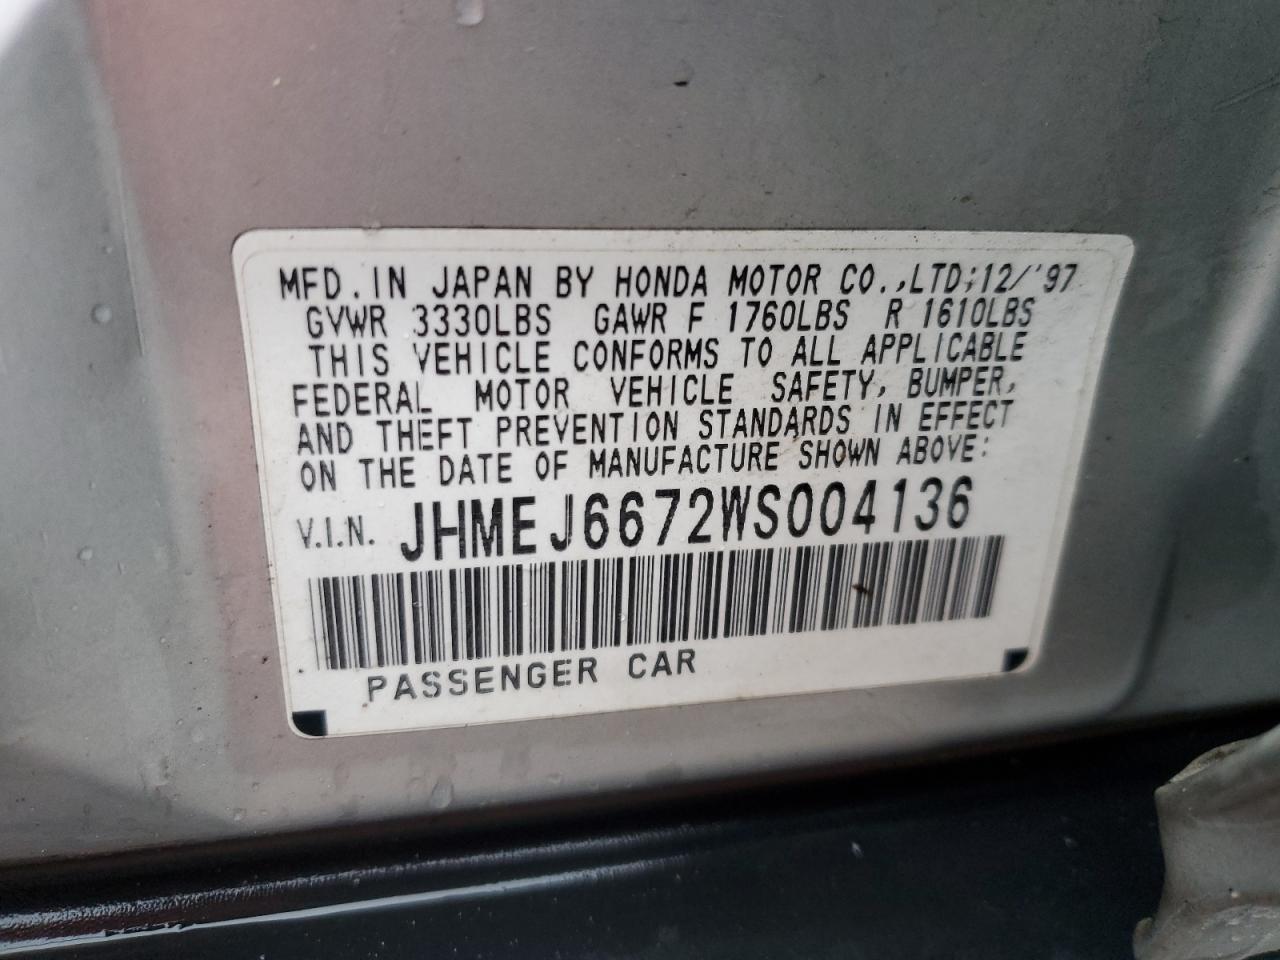 MFD. IN JAPAN BY HONDA MOTOR CO.,LTD;12/'97
GVWR 3330LBS GAWR F 1760LBS R 1610LBS
THIS VEHICLE CONFORMS TO ALL APPLICABLE
FEDERAL MOTOR VEHICLE SAFETY, BUMPER,
AND THEFT PREVENTION STANDARDS IN EFFECT
ON THE DATE OF MANUFACTURE SHOWN ABOVE:
V.I.N. JHMEJ6672WS004136
PASSENGER CAR